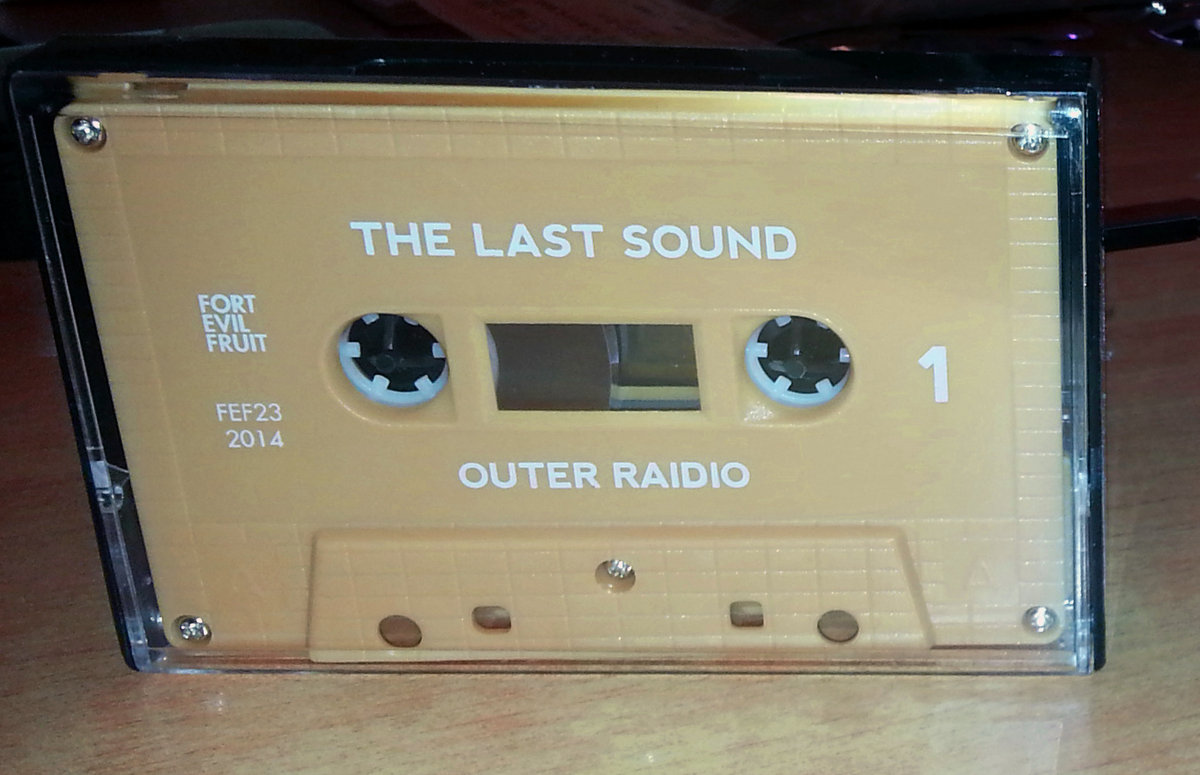 THE LAST SOUND
FORT
EVIL
FRUIT
1
FEF23
2014
OUTER RAIDIO